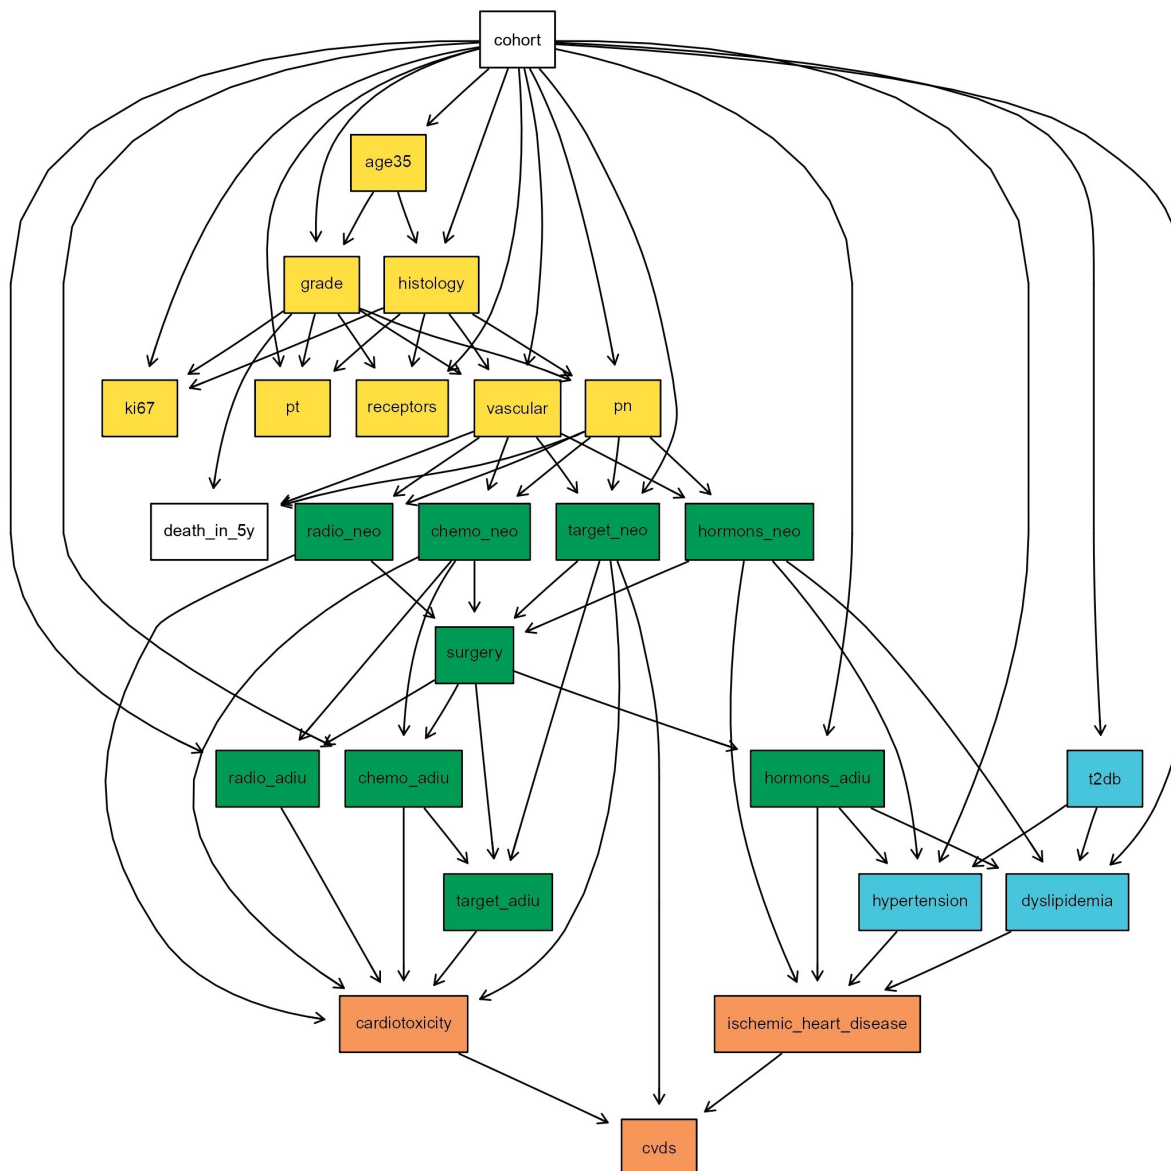 cohort
age35
grade
histology
ki67
pt
receptors
vascular
pn
death_in_5y
radio_neo
chemo_neo
target_neo
hormons_neo
surgery
radio_adiu
chemo_adiu
hormons_adiu
t2db
target_adiu
hypertension
dyslipidemia
cardiotoxicity
ischemic_heart_disease
cvds